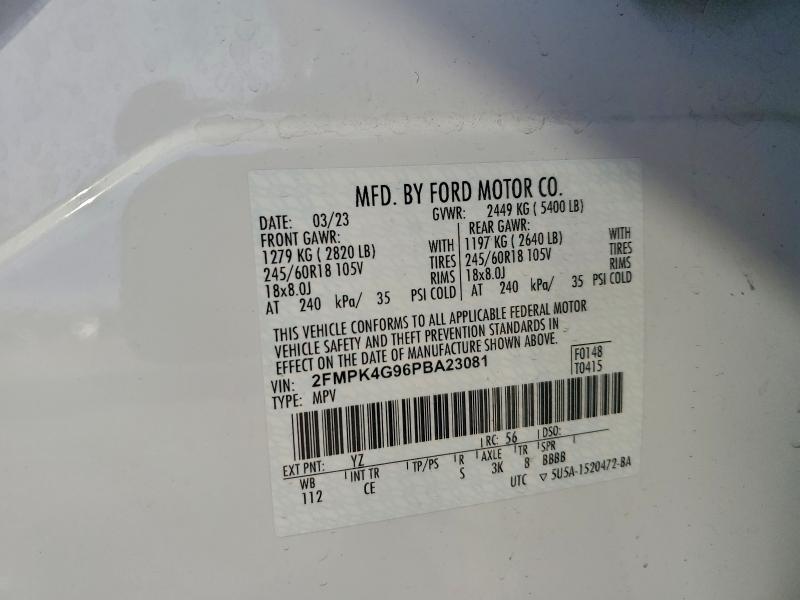 MFD. BY FORD MOTOR CO.
DATE: 03/23 GVWR: 2449 KG ( 5400 LB)
FRONT GAWR: REAR GAWR:
1279 KG ( 2820 LB) WITH 1197 KG ( 2640 LB) WITH
245/60R18 105V TIRES 245/60R18 105V TIRES
18x8.0J RIMS 18x8.0J RIMS
AT 240 kPa/ 35 PSI COLD AT 240 kPa/ 35 PSI COLD
THIS VEHICLE CONFORMS TO ALL APPLICABLE FEDERAL MOTOR
VEHICLE SAFETY AND THEFT PREVENTION STANDARDS IN
EFFECT ON THE DATE OF MANUFACTURE SHOWN ABOVE.
VIN: 2FMPK4G96PBA23081 F0148
TYPE: MPV T0415
EXT PNT: YZ RC: 56 DSO:
WB INT TR TP/PS R AXLE TR SPR
112 CE S 3K 8 BBBB
UTC ▽ 5U5A-1520472-BA